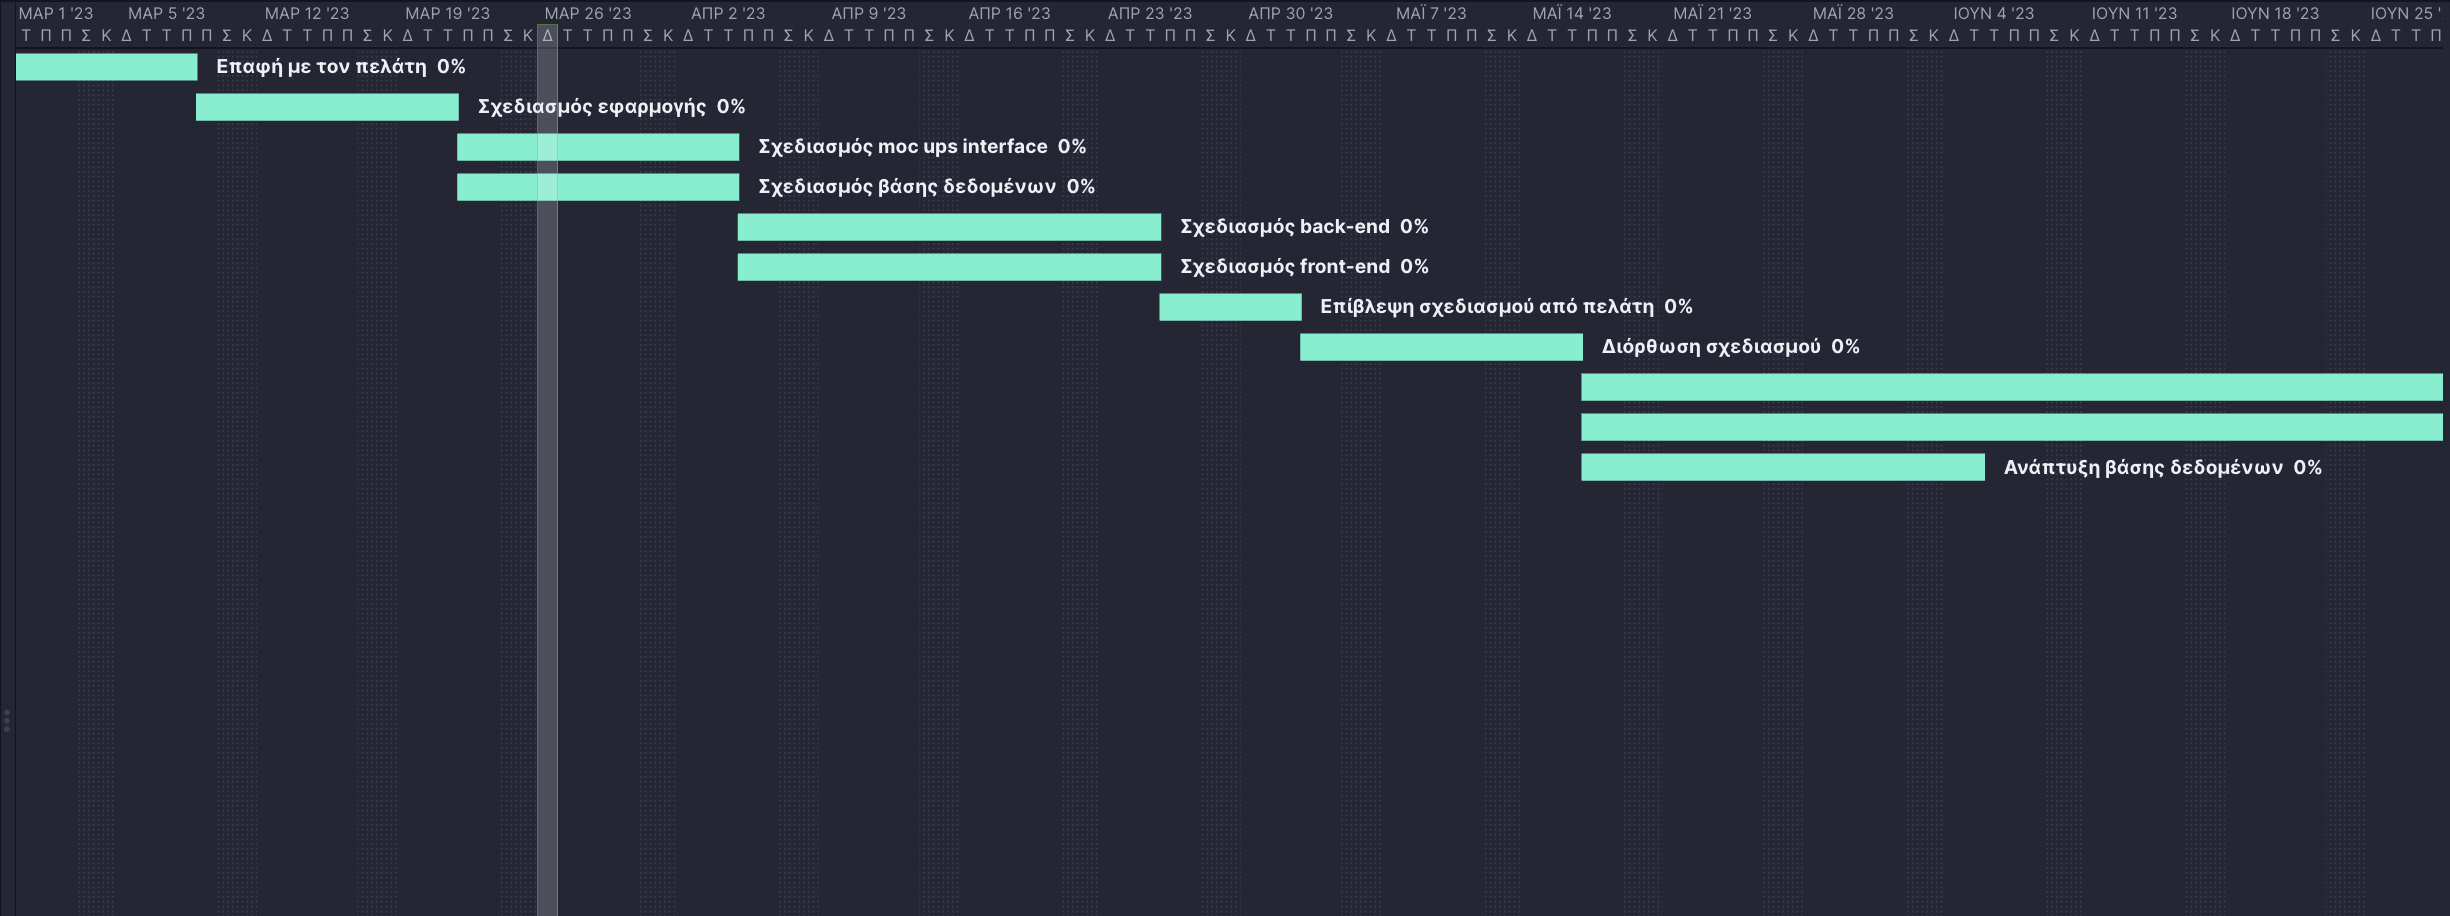 ΜΑΡ 1 '23 ΜΑΡ 5 '23 ΜΑΡ 12 '23 ΜΑΡ 19 '23 ΜΑΡ 26 '23 ΑΠΡ 2 '23 ΑΠΡ 9 '23 ΑΠΡ 16 '23 ΑΠΡ 23 '23 ΑΠΡ 30 '23 ΜΑΪ 7 '23 ΜΑΪ 14 '23 ΜΑΪ 21 '23 ΜΑΪ 28 '23 ΙΟΥΝ 4 '23 ΙΟΥΝ 11 '23 ΙΟΥΝ 18 '23 ΙΟΥΝ 25 '
Τ Π Π Σ Κ Δ Τ Τ Π Π Σ Κ Δ Τ Τ Π Π Σ Κ Δ Τ Τ Π Π Σ Κ Δ Τ Τ Π Π Σ Κ Δ Τ Τ Π Π Σ Κ Δ Τ Τ Π Π Σ Κ Δ Τ Τ Π Π Σ Κ Δ Τ Τ Π Π Σ Κ Δ Τ Τ Π Π Σ Κ Δ Τ Τ Π Π Σ Κ Δ Τ Τ Π Π Σ Κ Δ Τ Τ Π Π Σ Κ Δ Τ Τ Π Π Σ Κ Δ Τ Τ Π Π Σ Κ Δ Τ Τ Π Π Σ Κ Δ Τ Τ Π Π Σ Κ Δ Τ Τ Π
Επαφή με τον πελάτη 0%
Σχεδιασμός εφαρμογής 0%
Σχεδιασμός moc ups interface 0%
Σχεδιασμός βάσης δεδομένων 0%
Σχεδιασμός back-end 0%
Σχεδιασμός front-end 0%
Επίβλεψη σχεδιασμού από πελάτη 0%
Διόρθωση σχεδιασμού 0%
Ανάπτυξη βάσης δεδομένων 0%